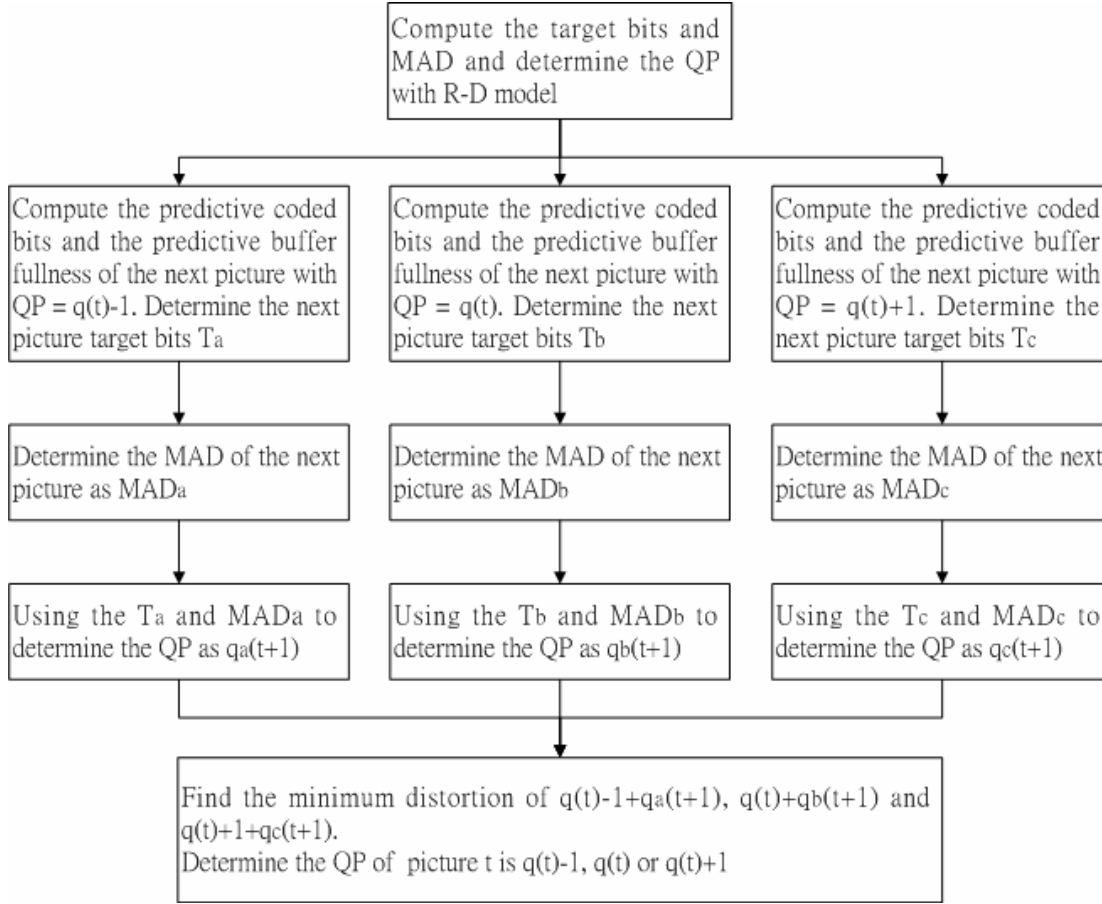 Compute the target bits and
MAD and determine the QP
with R-D model
Compute the predictive coded
bits and the predictive buffer
fullness of the next picture with
QP = q(t)-1. Determine the next
picture target bits Ta
Compute the predictive coded
bits and the predictive buffer
fullness of the next picture with
QP = q(t). Determine the next
picture target bits Tb
Compute the predictive coded
bits and the predictive buffer
fullness of the next picture with
QP = q(t)+1. Determine the
next picture target bits Tc
Determine the MAD of the next
picture as MADa
Determine the MAD of the next
picture as MADb
Determine the MAD of the next
picture as MADc
Using the Ta and MADa to
determine the QP as qa(t+1)
Using the Tb and MADb to
determine the QP as qb(t+1)
Using the Tc and MADc to
determine the QP as qc(t+1)
Find the minimum distortion of q(t)-1+qa(t+1), q(t)+qb(t+1) and
q(t)+1+qc(t+1).
Determine the QP of picture t is q(t)-1, q(t) or q(t)+1